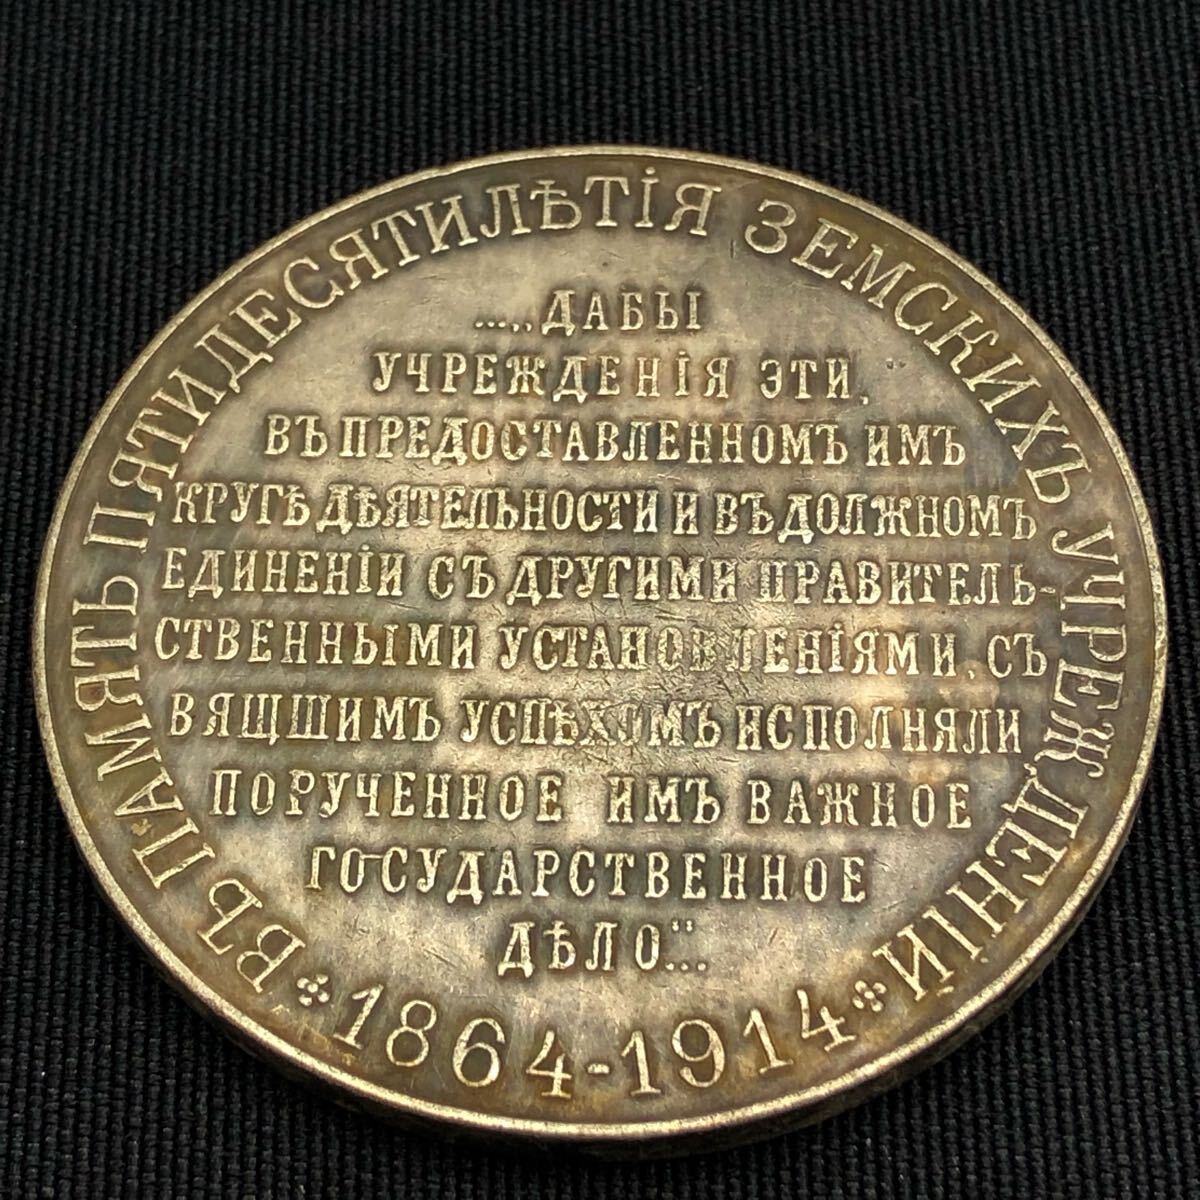 ВЪ ПАМЯТЬ ПЯТИДЕСЯТИЛѢТІЯ ЗЕМСКИХЪ УЧРЕЖДЕНІЙ
....„ДАБЫ
УЧРЕЖДЕНІЯ ЭТИ,
ВЪ ПРЕДОСТАВЛЕННОМЪ ИМЪ
КРУГѢ ДѢЯТЕЛЬНОСТИ И ВЪ ДОЛЖНОМЪ
ЕДИНЕНІИ СЪ ДРУГИМИ ПРАВИТЕЛЬ-
СТВЕННЫМИ УСТАНОВЛЕНІЯМИ, СЪ
ВЯЩШИМЪ УСПѢХОМЪ ИСПОЛНЯЛИ
ПОРУЧЕННОЕ ИМЪ ВАЖНОЕ
ГОСУДАРСТВЕННОЕ
ДѢЛО"...
1864-1914